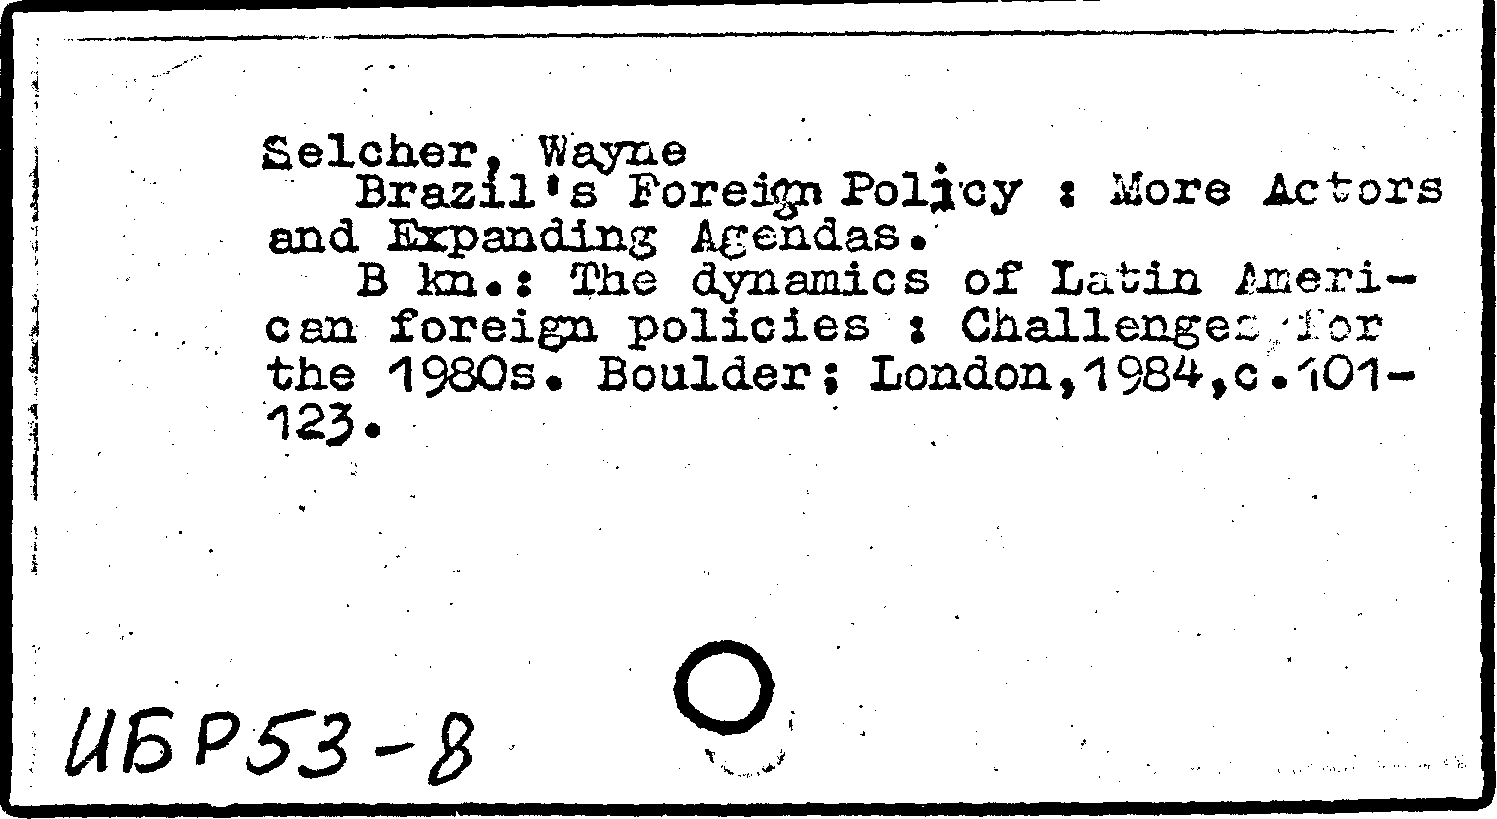 Selcher, Wayne
Brazil's Foreign Policy : More Actors
and Expanding Agendas.
B kn.: The dynamics of Latin Ameri-
can foreign policies : Challenges for
the 1980s. Boulder; London,1984,c.101-
123.
ИБР53-8